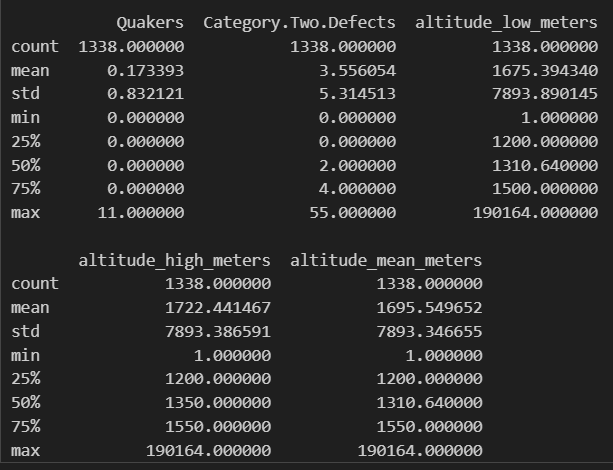 Quakers  Category.Two.Defects  altitude_low_meters
count  1338.000000           1338.000000          1338.000000
mean      0.173393              3.556054          1675.394340
std       0.832121              5.314513          7893.890145
min       0.000000              0.000000             1.000000
25%       0.000000              0.000000          1200.000000
50%       0.000000              2.000000          1310.640000
75%       0.000000              4.000000          1500.000000
max      11.000000             55.000000        190164.000000

       altitude_high_meters  altitude_mean_meters
count           1338.000000           1338.000000
mean            1722.441467           1695.549652
std             7893.386591           7893.346655
min                1.000000              1.000000
25%             1200.000000           1200.000000
50%             1350.000000           1310.640000
75%             1550.000000           1550.000000
max           190164.000000         190164.000000